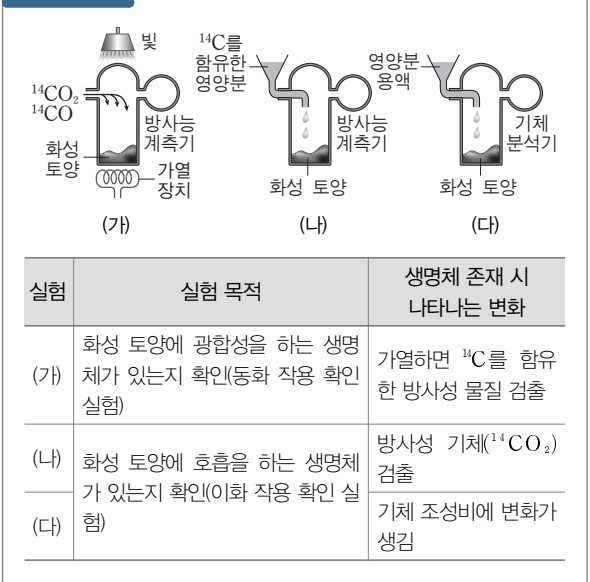 빛
¹⁴C를
함유한
영양분
영양분
용액
¹⁴CO₂
¹⁴CO
방사능
계측기
방사능
계측기
기체
분석기
화성
토양
가열
장치
화성 토양
화성 토양
(가)
(나)
(다)
실험
실험 목적
생명체 존재 시
나타나는 변화
(가)
화성 토양에 광합성을 하는 생명
체가 있는지 확인(동화 작용 확인
실험)
가열하면 ¹⁴C를 함유
한 방사성 물질 검출
(나)
화성 토양에 호흡을 하는 생명체
가 있는지 확인(이화 작용 확인 실
험)
방사성 기체(¹⁴CO₂)
검출
(다)
기체 조성비에 변화가
생김